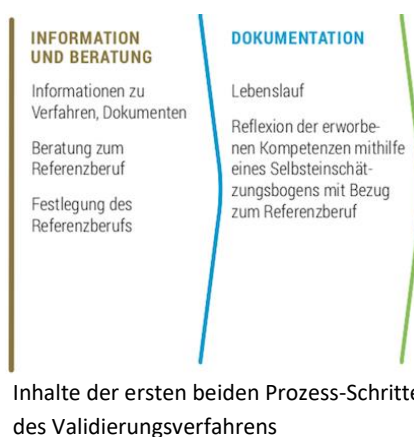 INFORMATION
UND BERATUNG
Informationen zu
Verfahren, Dokumenten
Beratung zum
Referenzberuf
Festlegung des
Referenzberufs
DOKUMENTATION
Lebenslauf
Reflexion der erworbe-
nen Kompetenzen mithilfe
eines Selbsteinschät-
zungsbogens mit Bezug
zum Referenzberuf
Inhalte der ersten beiden Prozess-Schritte
des Validierungsverfahrens